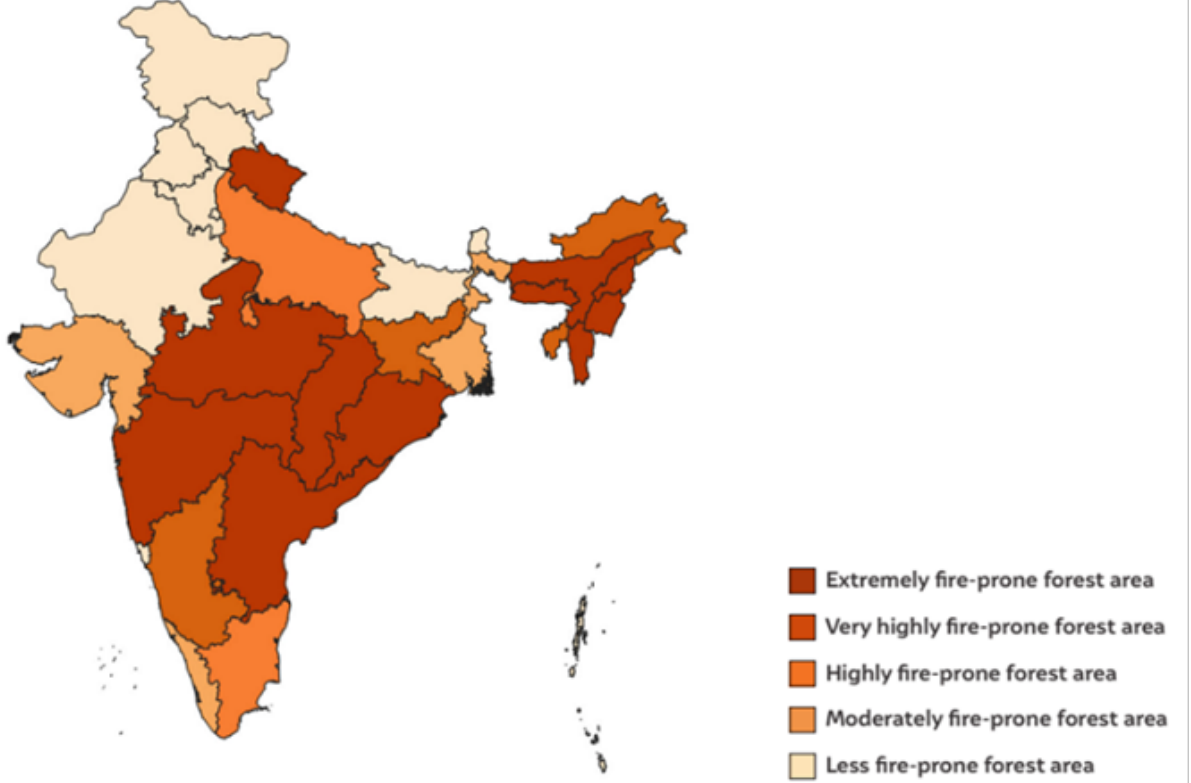 Extremely fire-prone forest area
Very highly fire-prone forest area
Highly fire-prone forest area
Moderately fire-prone forest area
Less fire-prone forest area